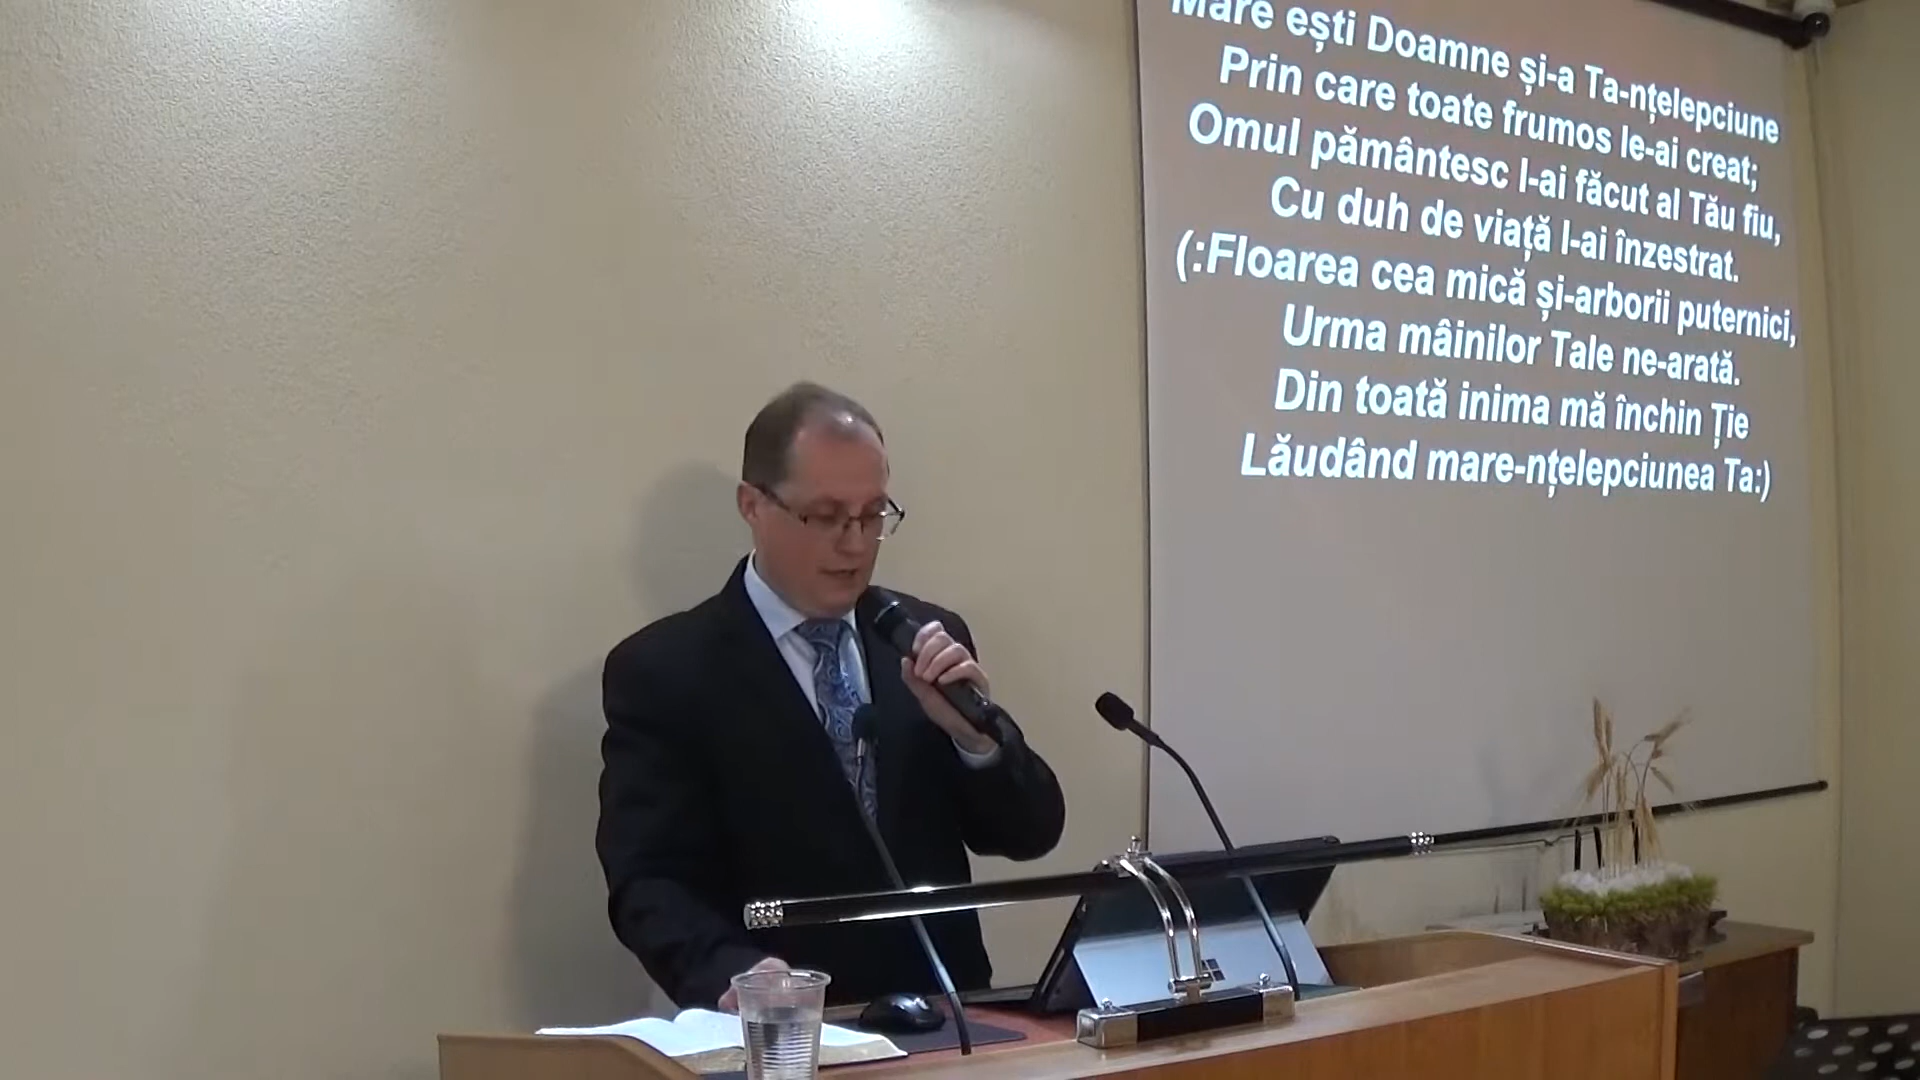 Mare ești Doamne și-a Ta-nțelepciune
Prin care toate frumos le-ai creat;
Omul pământesc l-ai făcut al Tău fiu,
Cu duh de viață l-ai înzestrat.
(:Floarea cea mică și-arborii puternici,
Urma mâinilor Tale ne-arată.
Din toată inima mă închin Ție
Lăudând mare-nțelepciunea Ta:)